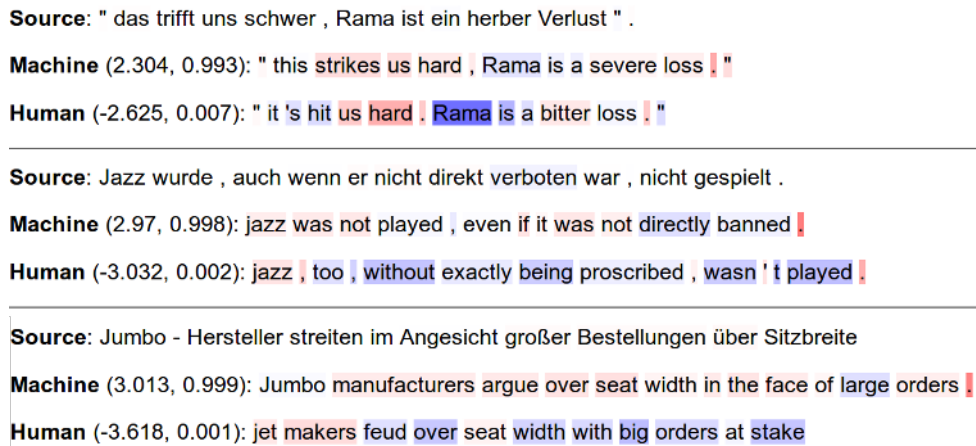 Source: " das trifft uns schwer , Rama ist ein herber Verlust " .
Machine (2.304, 0.993): " this strikes us hard , Rama is a severe loss . "
Human (-2.625, 0.007): " it 's hit us hard . Rama is a bitter loss . "
Source: Jazz wurde , auch wenn er nicht direkt verboten war , nicht gespielt .
Machine (2.97, 0.998): jazz was not played , even if it was not directly banned .
Human (-3.032, 0.002): jazz , too , without exactly being proscribed , wasn ' t played .
Source: Jumbo - Hersteller streiten im Angesicht großer Bestellungen über Sitzbreite
Machine (3.013, 0.999): Jumbo manufacturers argue over seat width in the face of large orders .
Human (-3.618, 0.001): jet makers feud over seat width with big orders at stake